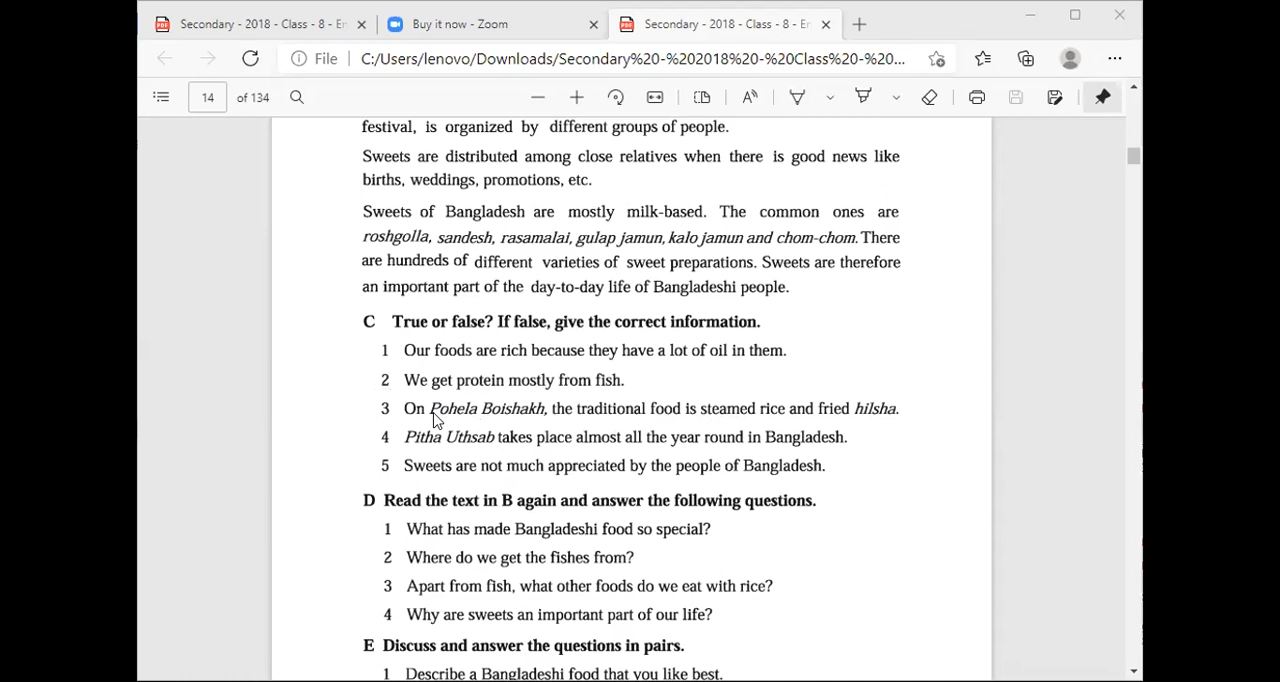 Secondary - 2018 - Class - 8 - Er
Buy it now - Zoom
Secondary - 2018 - Class - 8 - Er
File
C:/Users/lenovo/Downloads/Secondary%20-%202018%20-%20Class%20-%20...
14 of 134
festival, is organized by different groups of people.
Sweets are distributed among close relatives when there is good news like
births, weddings, promotions, etc.
Sweets of Bangladesh are mostly milk-based. The common ones are
roshgolla, sandesh, rasamalai, gulap jamun, kalo jamun and chom-chom. There
are hundreds of different varieties of sweet preparations. Sweets are therefore
an important part of the day-to-day life of Bangladeshi people.
C True or false? If false, give the correct information.
1 Our foods are rich because they have a lot of oil in them.
2 We get protein mostly from fish.
3 On Pohela Boishakh, the traditional food is steamed rice and fried hilsha.
4 Pitha Uthsab takes place almost all the year round in Bangladesh.
5 Sweets are not much appreciated by the people of Bangladesh.
D Read the text in B again and answer the following questions.
1 What has made Bangladeshi food so special?
2 Where do we get the fishes from?
3 Apart from fish, what other foods do we eat with rice?
4 Why are sweets an important part of our life?
E Discuss and answer the questions in pairs.
1 Describe a Bangladeshi food that you like best.